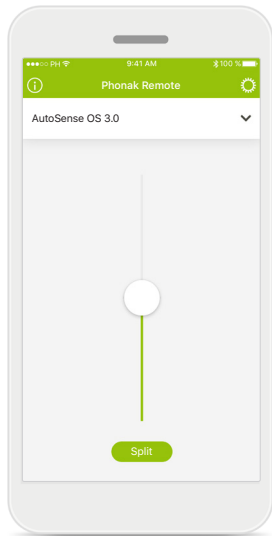 ●●●○○ PH 9:41 AM 100 %
Phonak Remote
AutoSense OS 3.0
Split